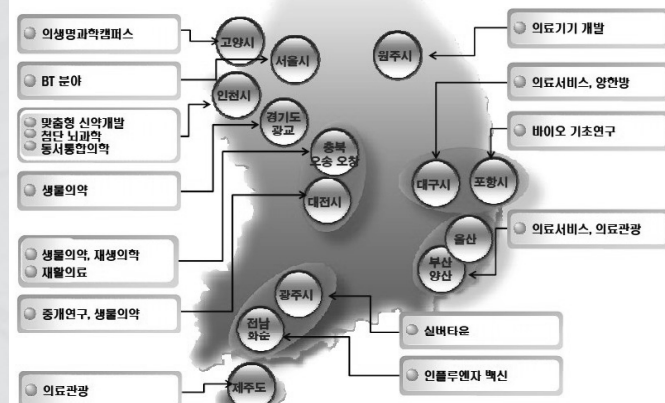 의생명과학캠퍼스
BT 분야
맞춤형 신약개발
첨단 뇌과학
동서통합의학
생물의약
생물의약, 재생의학
재활의료
중개연구, 생물의약
의료관광
고양시
서울시
인천시
경기도
광교
충북
오송 오창
대전시
원주시
대구시
포항시
울산
부산
양산
광주시
전남
화순
제주도
의료기기 개발
의료서비스, 양한방
바이오 기초연구
의료서비스, 의료관광
실버타운
인플루엔자 백신